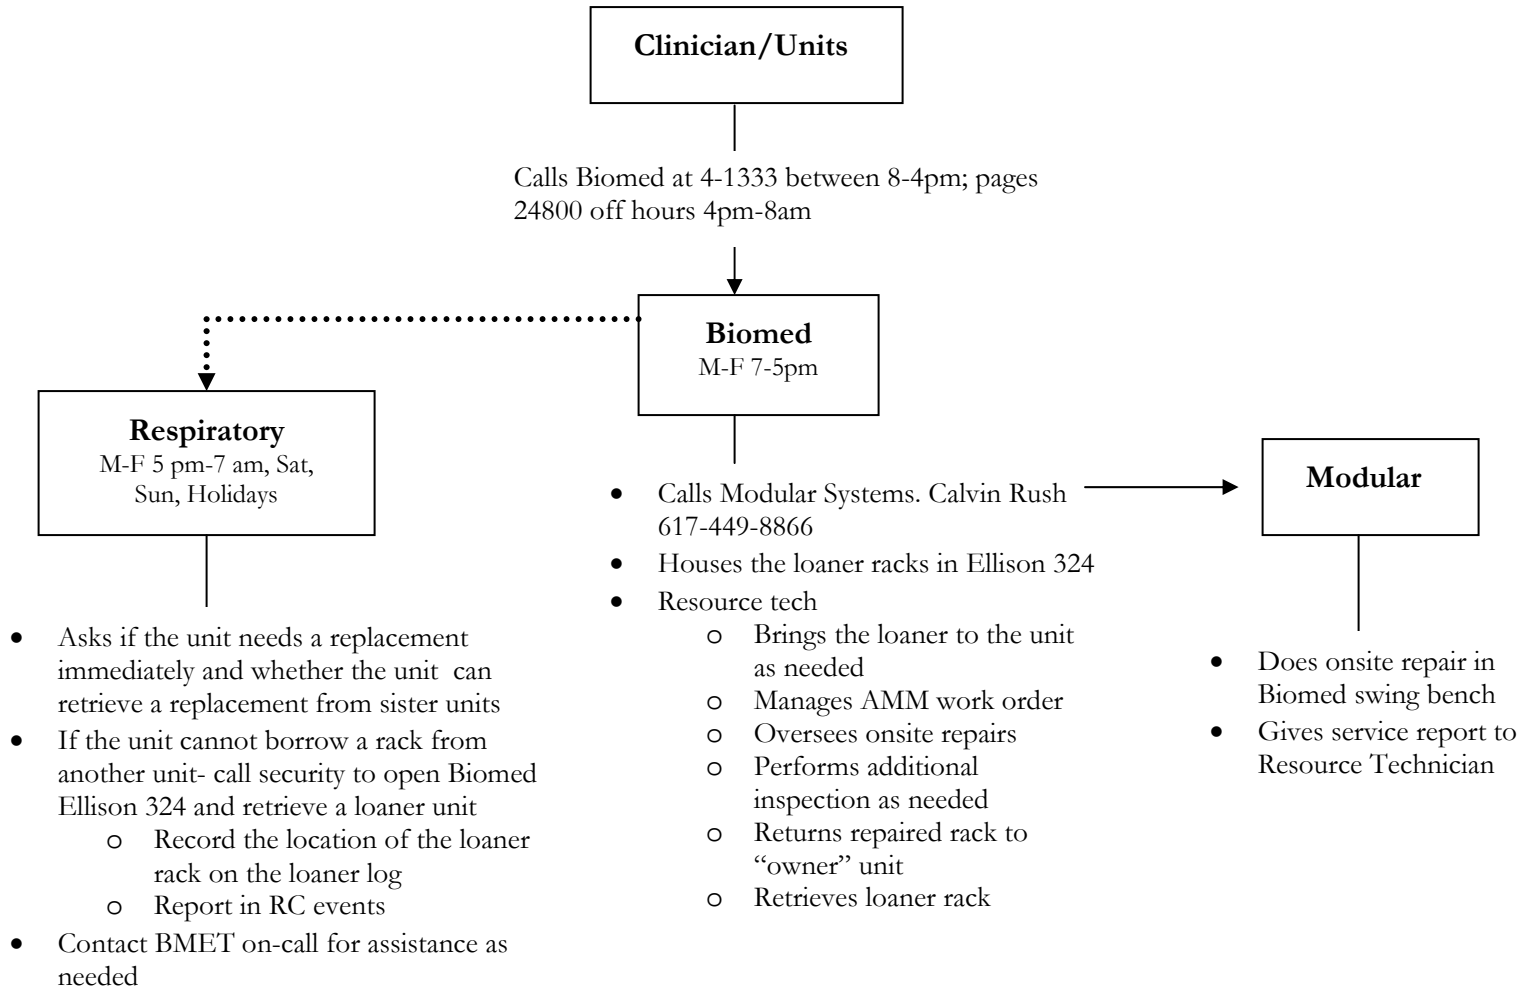 Clinician/Units
Calls Biomed at 4-1333 between 8-4pm; pages
24800 off hours 4pm-8am
Biomed
M-F 7-5pm
Respiratory
M-F 5 pm-7 am, Sat,
Sun, Holidays
Modular
• Asks if the unit needs a replacement
immediately and whether the unit  can
retrieve a replacement from sister units
• If the unit cannot borrow a rack from
another unit- call security to open Biomed
Ellison 324 and retrieve a loaner unit
o Record the location of the loaner
rack on the loaner log
o Report in RC events
• Contact BMET on-call for assistance as
needed
• Calls Modular Systems. Calvin Rush
617-449-8866
• Houses the loaner racks in Ellison 324
• Resource tech
o Brings the loaner to the unit
as needed
o Manages AMM work order
o Oversees onsite repairs
o Performs additional
inspection as needed
o Returns repaired rack to
“owner” unit
o Retrieves loaner rack
• Does onsite repair in
Biomed swing bench
• Gives service report to
Resource Technician